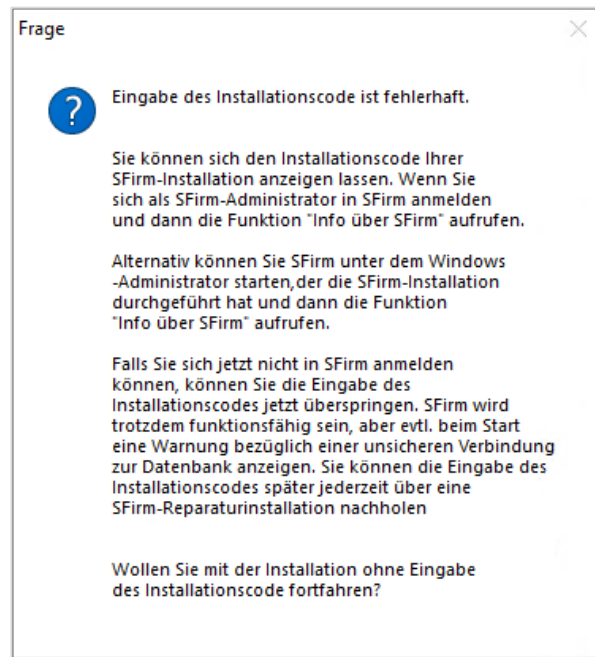 Frage
Eingabe des Installationscode ist fehlerhaft.
Sie können sich den Installationscode Ihrer
SFirm-Installation anzeigen lassen. Wenn Sie
sich als SFirm-Administrator in SFirm anmelden
und dann die Funktion "Info über SFirm" aufrufen.
Alternativ können Sie SFirm unter dem Windows
-Administrator starten,der die SFirm-Installation
durchgeführt hat und dann die Funktion
"Info über SFirm" aufrufen.
Falls Sie sich jetzt nicht in SFirm anmelden
können, können Sie die Eingabe des
Installationscodes jetzt überspringen. SFirm wird
trotzdem funktionsfähig sein, aber evtl. beim Start
eine Warnung bezüglich einer unsicheren Verbindung
zur Datenbank anzeigen. Sie können die Eingabe des
Installationscodes später jederzeit über eine
SFirm-Reparaturinstallation nachholen
Wollen Sie mit der Installation ohne Eingabe
des Installationscode fortfahren?